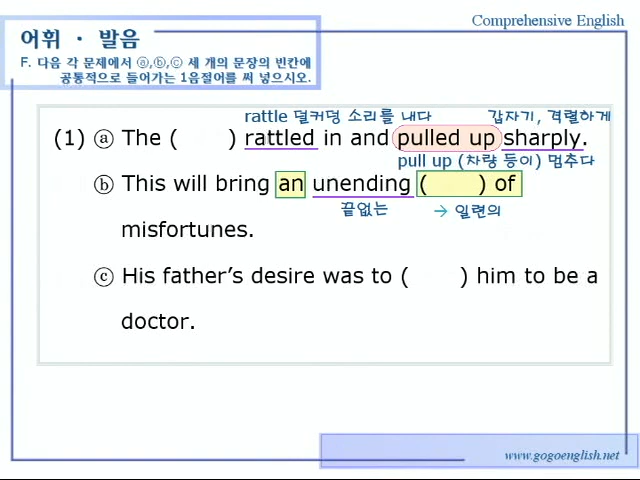 Comprehensive English
어휘 · 발음
F. 다음 각 문제에서 ⓐ,ⓑ,ⓒ 세 개의 문장의 빈칸에
공통적으로 들어가는 1음절어를 써 넣으시오.
rattle 덜커덩 소리를 내다 갑자기, 격렬하게
(1) ⓐ The ( ) rattled in and pulled up sharply.
pull up (차량 등이) 멈추다
ⓑ This will bring an unending ( ) of
끝없는 → 일련의
misfortunes.
ⓒ His father’s desire was to ( ) him to be a
doctor.
www.gogoenglish.net